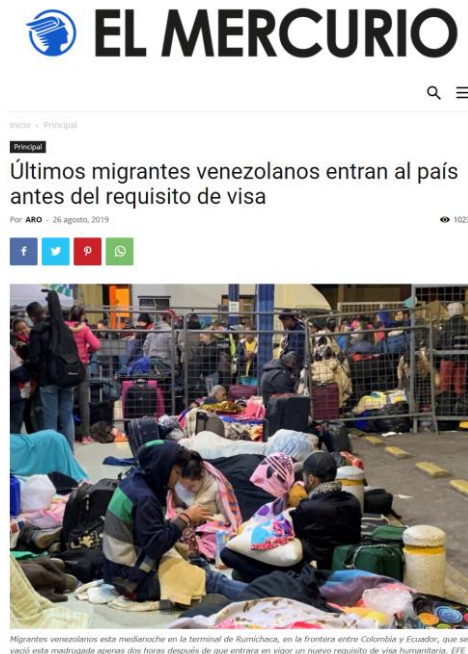 EL MERCURIO
Inicio › Principal
Principal
Últimos migrantes venezolanos entran al país
antes del requisito de visa
Por ARO - 26 agosto, 2019
Migrantes venezolanos esta medianoche en la terminal de Rumichaca, en la frontera entre Colombia y Ecuador, que se
vació esta madrugada apenas dos horas después de que entrara en vigor un nuevo requisito de visa humanitaria. EFE